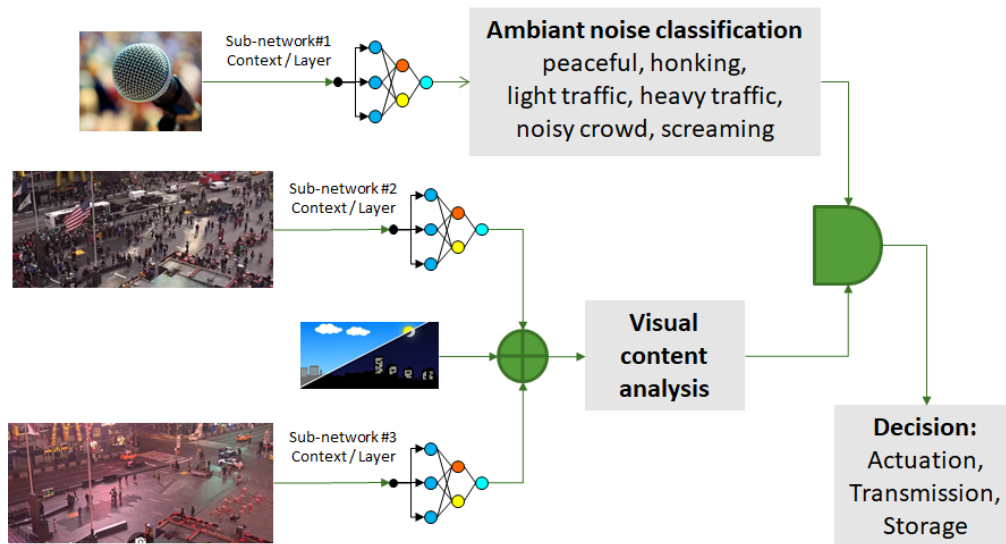 Sub-network#1
Context / Layer
Ambiant noise classification
peaceful, honking,
light traffic, heavy traffic,
noisy crowd, screaming
Sub-network #2
Context / Layer
Visual
content
analysis
Sub-network #3
Context / Layer
Decision:
Actuation,
Transmission,
Storage